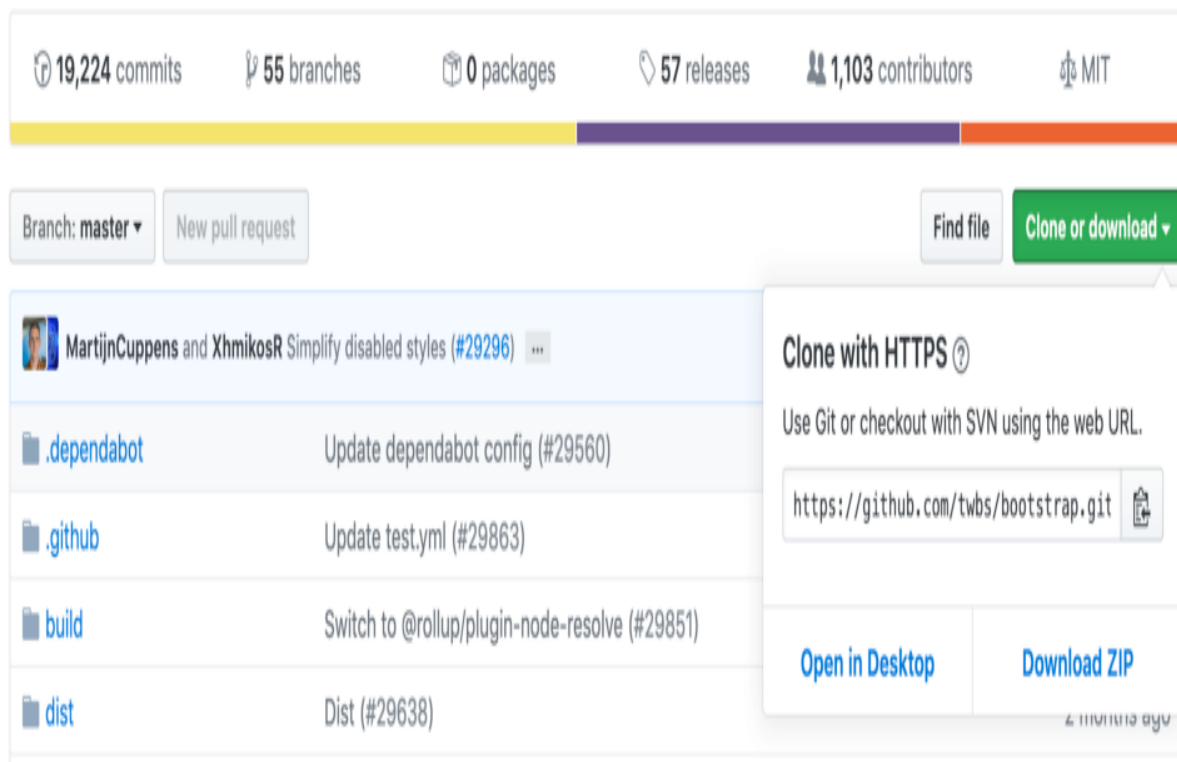 19,224 commits 55 branches 0 packages 57 releases 1,103 contributors MIT
Branch: master New pull request Find file Clone or download
MartijnCuppens and XhmikosR Simplify disabled styles (#29296) ...
.dependabot Update dependabot config (#29560)
.github Update test.yml (#29863)
build Switch to @rollup/plugin-node-resolve (#29851)
dist Dist (#29638)
Clone with HTTPS ?
Use Git or checkout with SVN using the web URL.
https://github.com/twbs/bootstrap.git
Open in Desktop Download ZIP
2 months ago